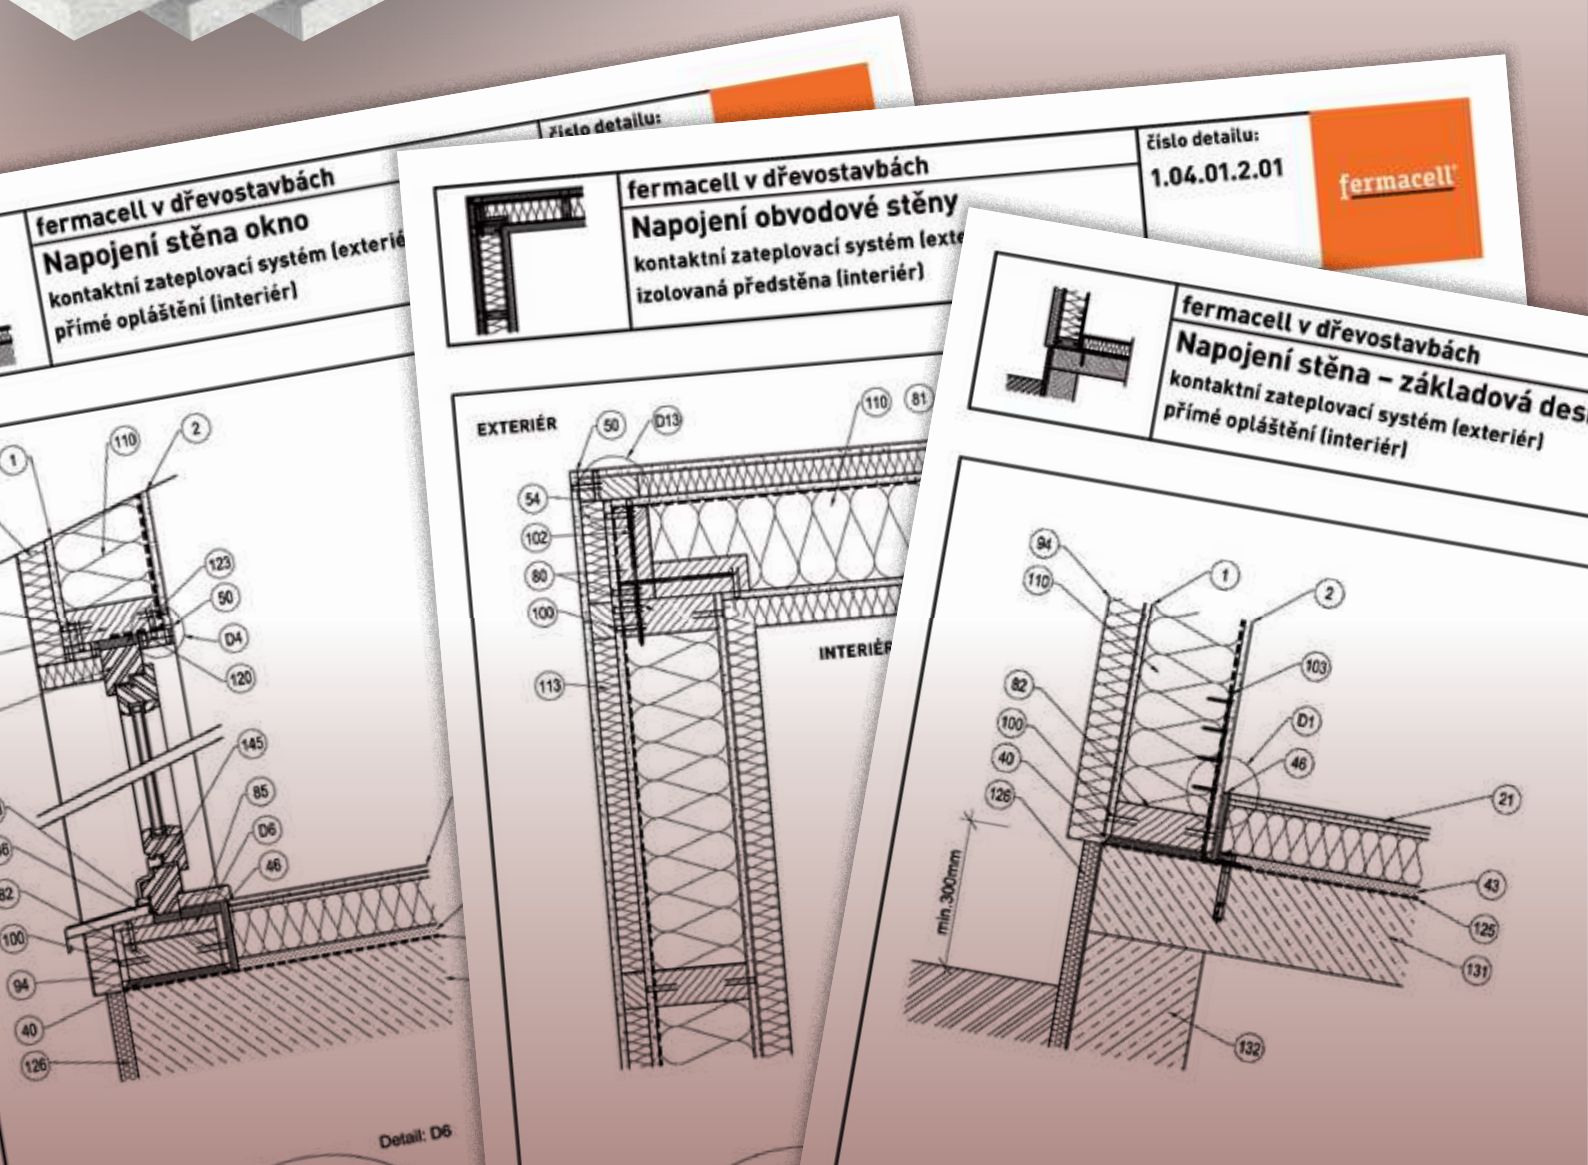 číslo detailu:
fermacell v dřevostavbách
Napojení stěna okno
kontaktní zateplovací systém
přímé opláštění (interiér)
1
110
2
123
50
D4
120
145
85
D6
46
82
100
94
40
126
Detail: D6
číslo detailu:
1.04.01.2.01
fermacell
fermacell v dřevostavbách
Napojení obvodové stěny
kontaktní zateplovací systém
izolovaná předstěna (interiér)
EXTERIÉR
50
D13
110
81
54
102
80
100
113
INTERIÉR
fermacell v dřevostavbách
Napojení stěna – základová
kontaktní zateplovací systém (exteriér)
přímé opláštění (interiér)
94
110
1
2
103
82
100
40
126
D1
46
21
min.300mm
43
125
131
132